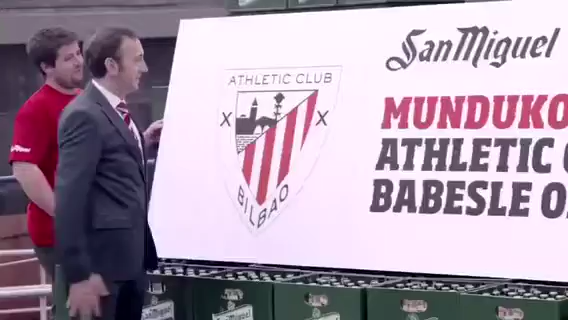 ATHLETIC CLUB
BILBAO
San Miguel
MUNDUKO
ATHLETIC
BABESLE O